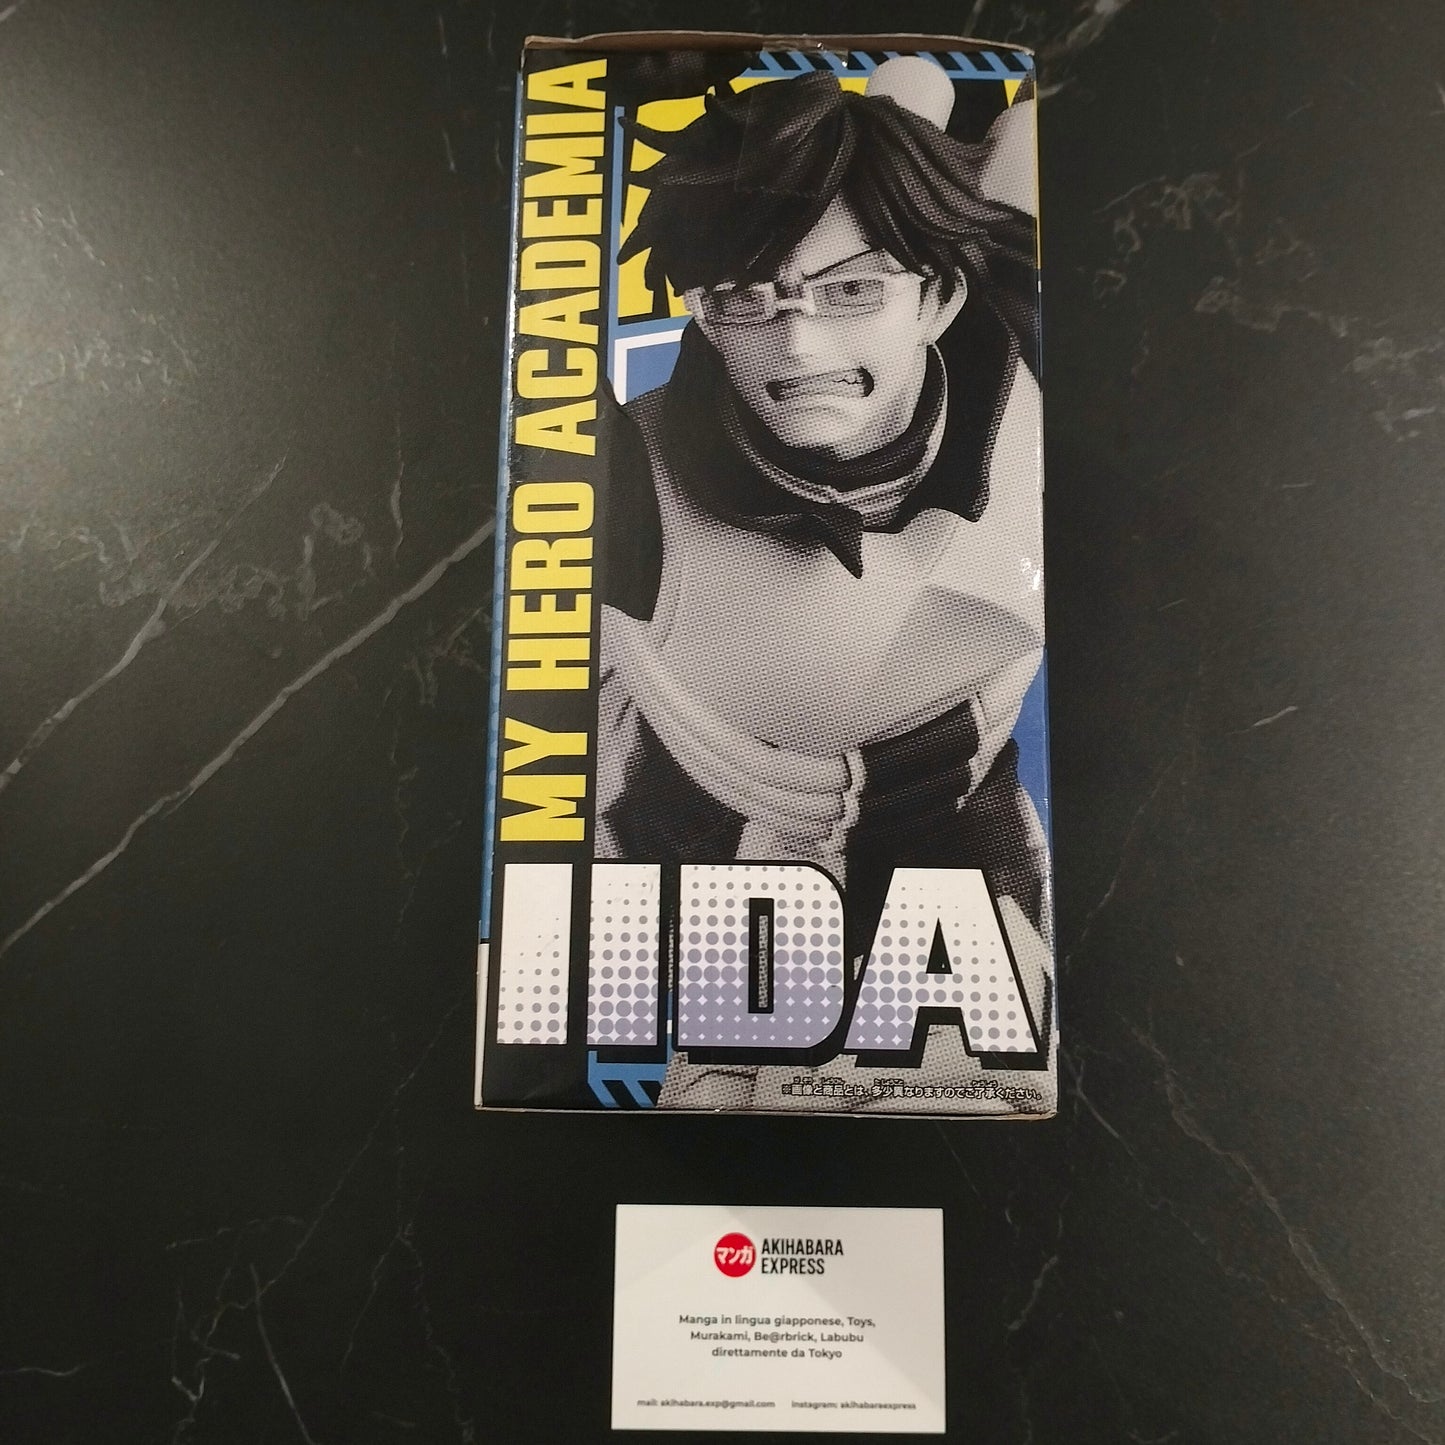 MY HERO ACADEMIA
IIDA
※画像と商品とは、多少異なりますのでご了承ください。
マンガ
AKIHABARA
EXPRESS
Manga in lingua giapponese, Toys,
Murakami, Be@rbrick, Labubu
direttamente da Tokyo
mail: akihabara.exp@gmail.com instagram: akihabaraexpress